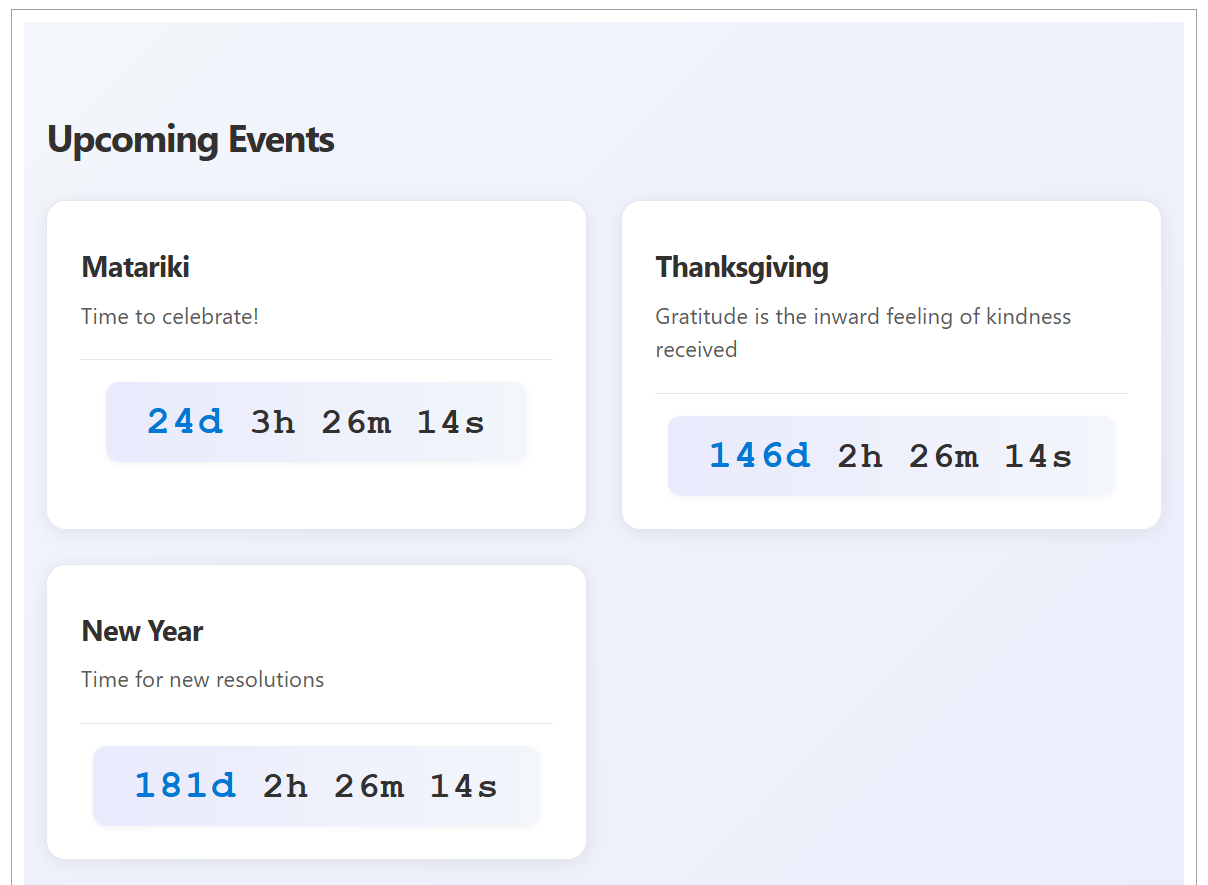 Upcoming Events
Matariki
Time to celebrate!
24d 3h 26m 14s
Thanksgiving
Gratitude is the inward feeling of kindness
received
146d 2h 26m 14s
New Year
Time for new resolutions
181d 2h 26m 14s